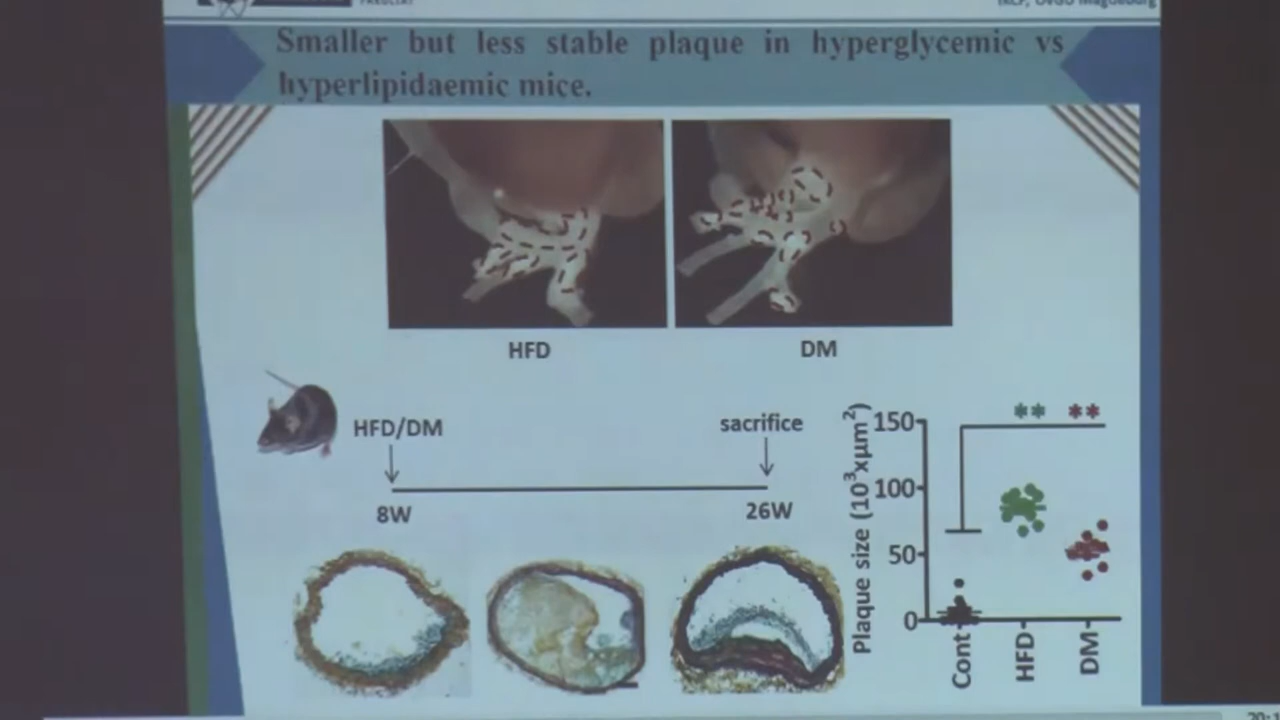 Smaller but less stable plaque in hyperglycemic vs
hyperlipidaemic mice.
HFD
DM
HFD/DM
sacrifice
8W
26W
Plaque size (10³xµm²)
150
100
50
0
** **
Cont
HFD
DM